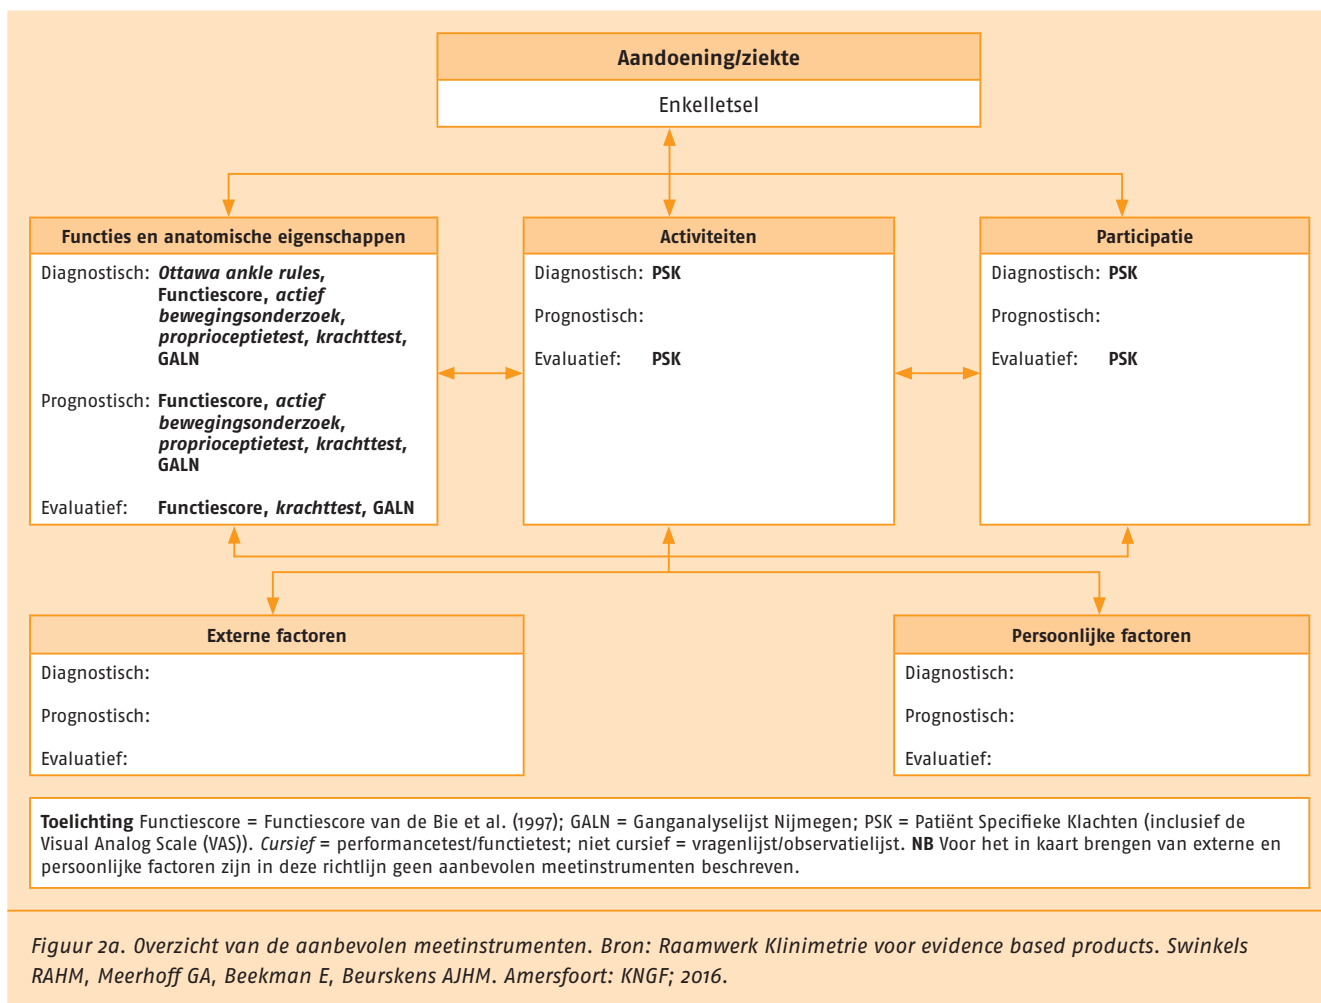 Aandoening/ziekte
Enkelletsel
Functies en anatomische eigenschappen
Diagnostisch: Ottawa ankle rules,
Functiescore, actief
bewegingsonderzoek,
proprioceptietest, krachttest,
GALN
Prognostisch: Functiescore, actief
bewegingsonderzoek,
proprioceptietest, krachttest,
GALN
Evaluatief: Functiescore, krachttest, GALN
Activiteiten
Diagnostisch: PSK
Prognostisch:
Evaluatief: PSK
Participatie
Diagnostisch: PSK
Prognostisch:
Evaluatief: PSK
Externe factoren
Diagnostisch:
Prognostisch:
Evaluatief:
Persoonlijke factoren
Diagnostisch:
Prognostisch:
Evaluatief:
Toelichting Functiescore = Functiescore van de Bie et al. (1997); GALN = Ganganalyselijst Nijmegen; PSK = Patiënt Specifieke Klachten (inclusief de
Visual Analog Scale (VAS)). Cursief = performancetest/functietest; niet cursief = vragenlijst/observatielijst. NB Voor het in kaart brengen van externe en
persoonlijke factoren zijn in deze richtlijn geen aanbevolen meetinstrumenten beschreven.
Figuur 2a. Overzicht van de aanbevolen meetinstrumenten. Bron: Raamwerk Klinimetrie voor evidence based products. Swinkels
RAHM, Meerhoff GA, Beekman E, Beurskens AJHM. Amersfoort: KNGF; 2016.